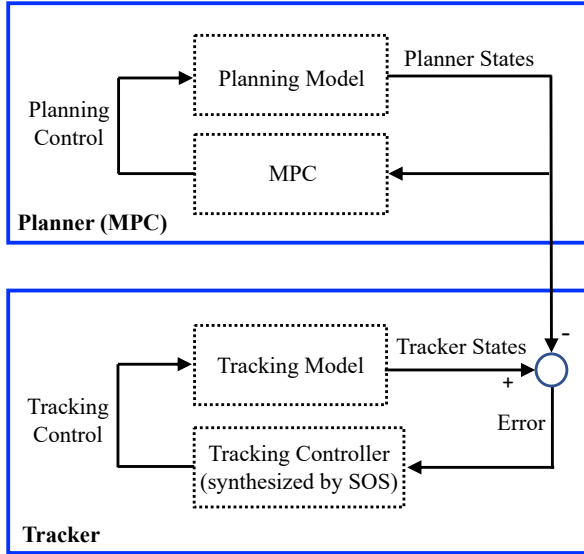 Planner States
Planning Model
Planning
Control
MPC
Planner (MPC)
-
Tracker States
Tracking Model
+
Tracking
Control
Error
Tracking Controller
(synthesized by SOS)
Tracker